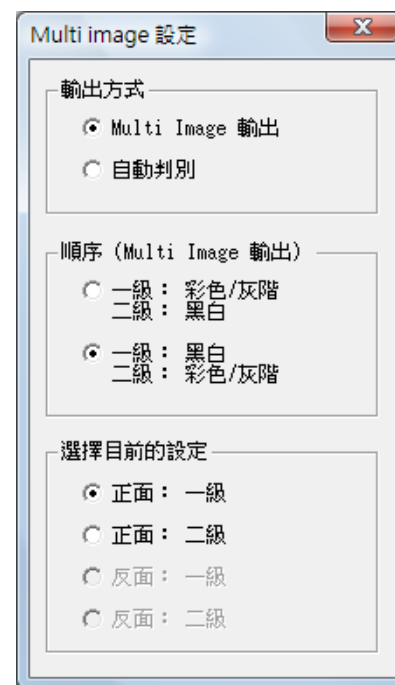 Multi image 設定
輸出方式
Multi Image 輸出
自動判別
順序 (Multi Image 輸出)
一級： 彩色/灰階
二級： 黑白
一級： 黑白
二級： 彩色/灰階
選擇目前的設定
正面： 一級
正面： 二級
反面： 一級
反面： 二級